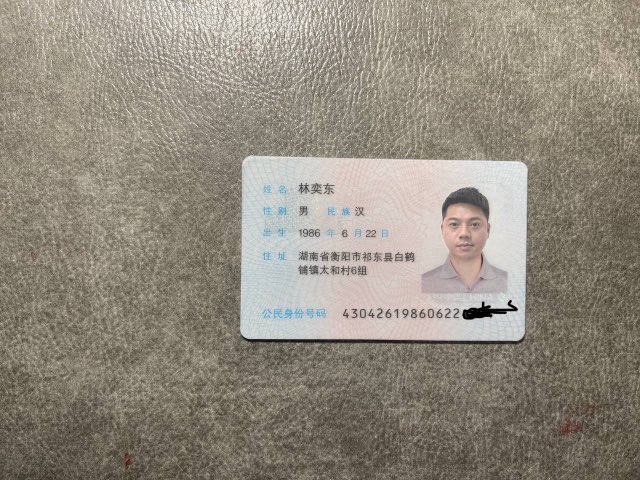 姓名 林奕东
性别 男 民族 汉
出生 1986 年 6 月 22 日
住址 湖南省衡阳市祁东县白鹤
铺镇太和村6组
公民身份号码 43042619860622